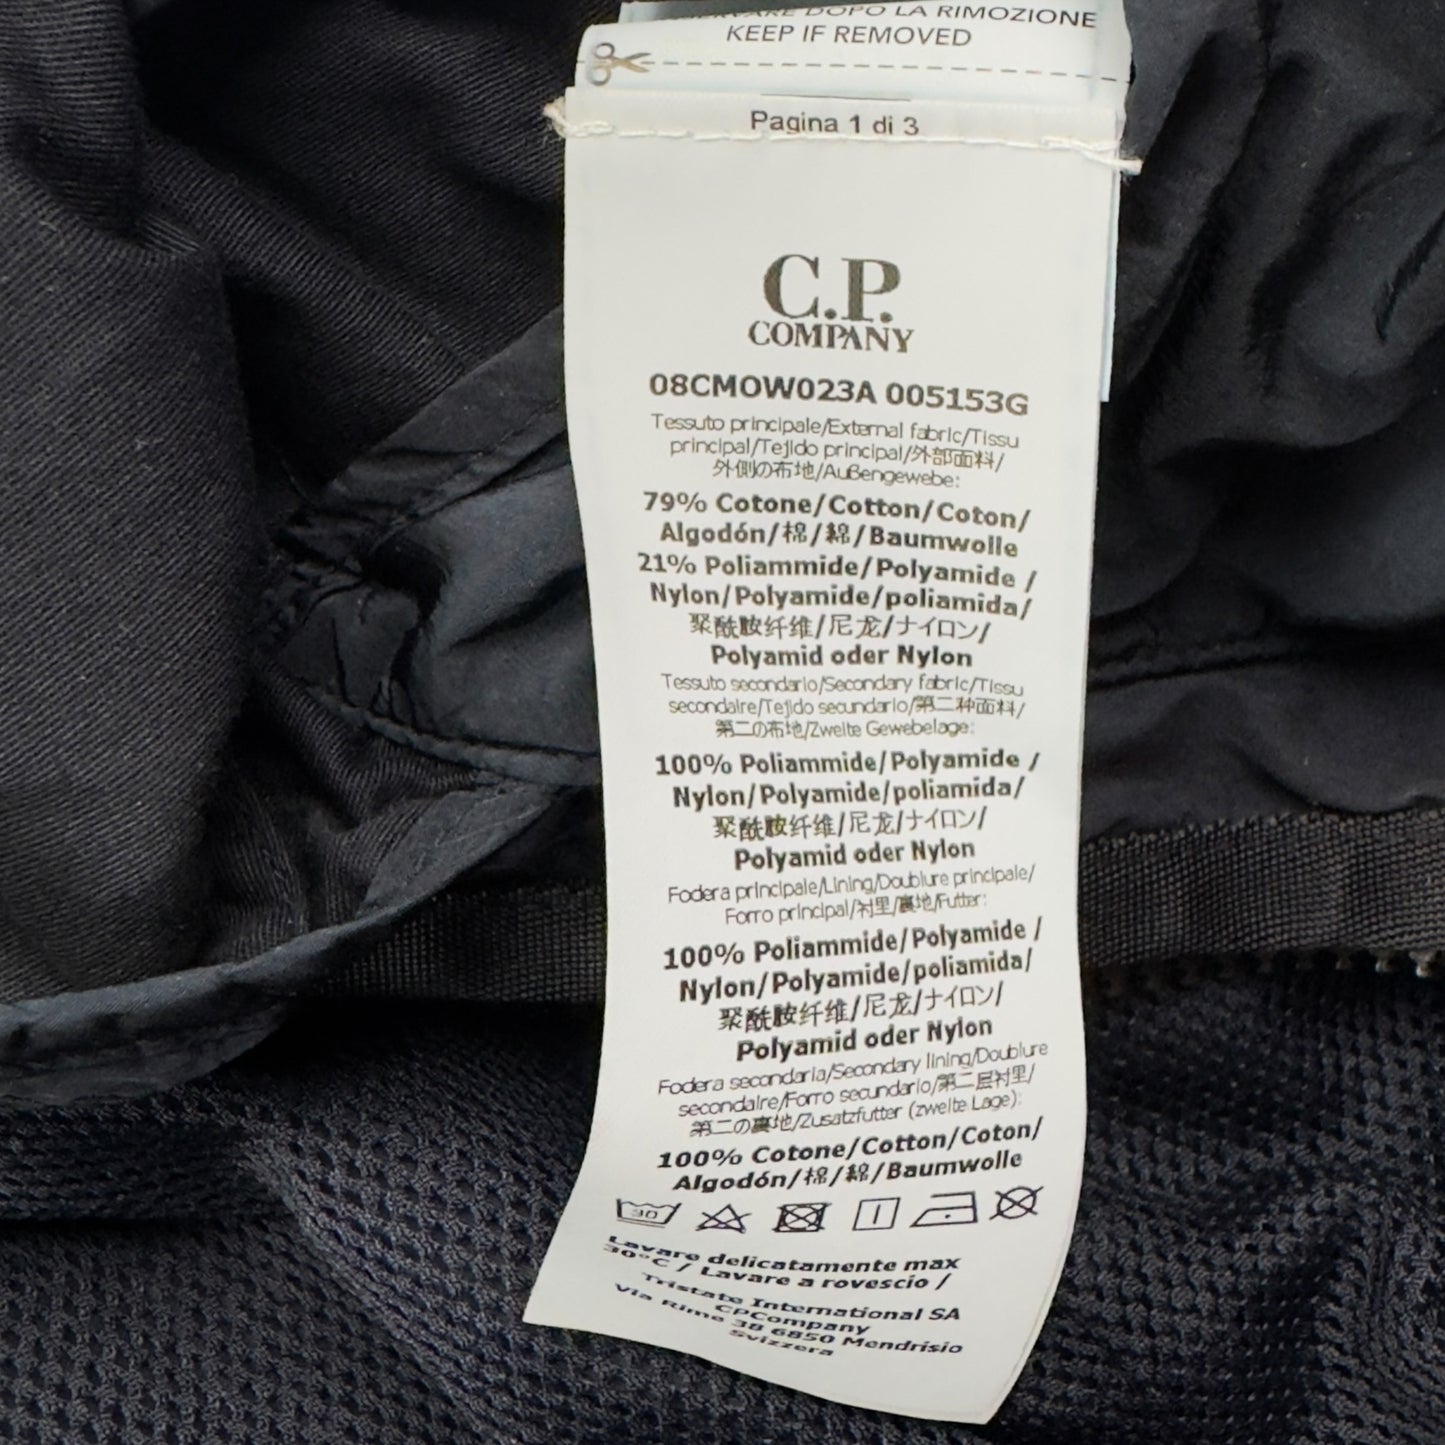 DOPO LA RIMOZIONE
KEEP IF REMOVED
Pagina 1 di 3
C.P.
COMPANY
08CMOW023A 005153G
Tessuto principale/External fabric/Tissu
principal/Tejido principal/外部面料/
外側の布地/Außengewebe:
79% Cotone/Cotton/Coton/
Algodón/棉/綿/Baumwolle
21% Poliammide/Polyamide /
Nylon/Polyamide/poliamida/
聚酰胺纤维/尼龙/ナイロン/
Polyamid oder Nylon
Tessuto secondario/Secondary fabric/Tissu
secondaire/Tejido secundario/第二种面料/
第二の布地/Zweite Gewebelage:
100% Poliammide/Polyamide /
Nylon/Polyamide/poliamida/
聚酰胺纤维/尼龙/ナイロン/
Polyamid oder Nylon
Fodera principale/Lining/Doublure principale/
Forro principal/衬里/裏地/Futter:
100% Poliammide/Polyamide /
Nylon/Polyamide/poliamida/
聚酰胺纤维/尼龙/ナイロン/
Polyamid oder Nylon
Fodera secondaria/Secondary lining/Doublure
secondaire/Forro secundario/第二层衬里/
第二の裏地/Zusatzfutter (zweite Lage):
100% Cotone/Cotton/Coton/
Algodón/棉/綿/Baumwolle
30
Lavare delicatamente max
30°C / Lavare a rovescio /
Tristate International SA
CPCompany
Via Rime 38 6850 Mendrisio
Svizzera